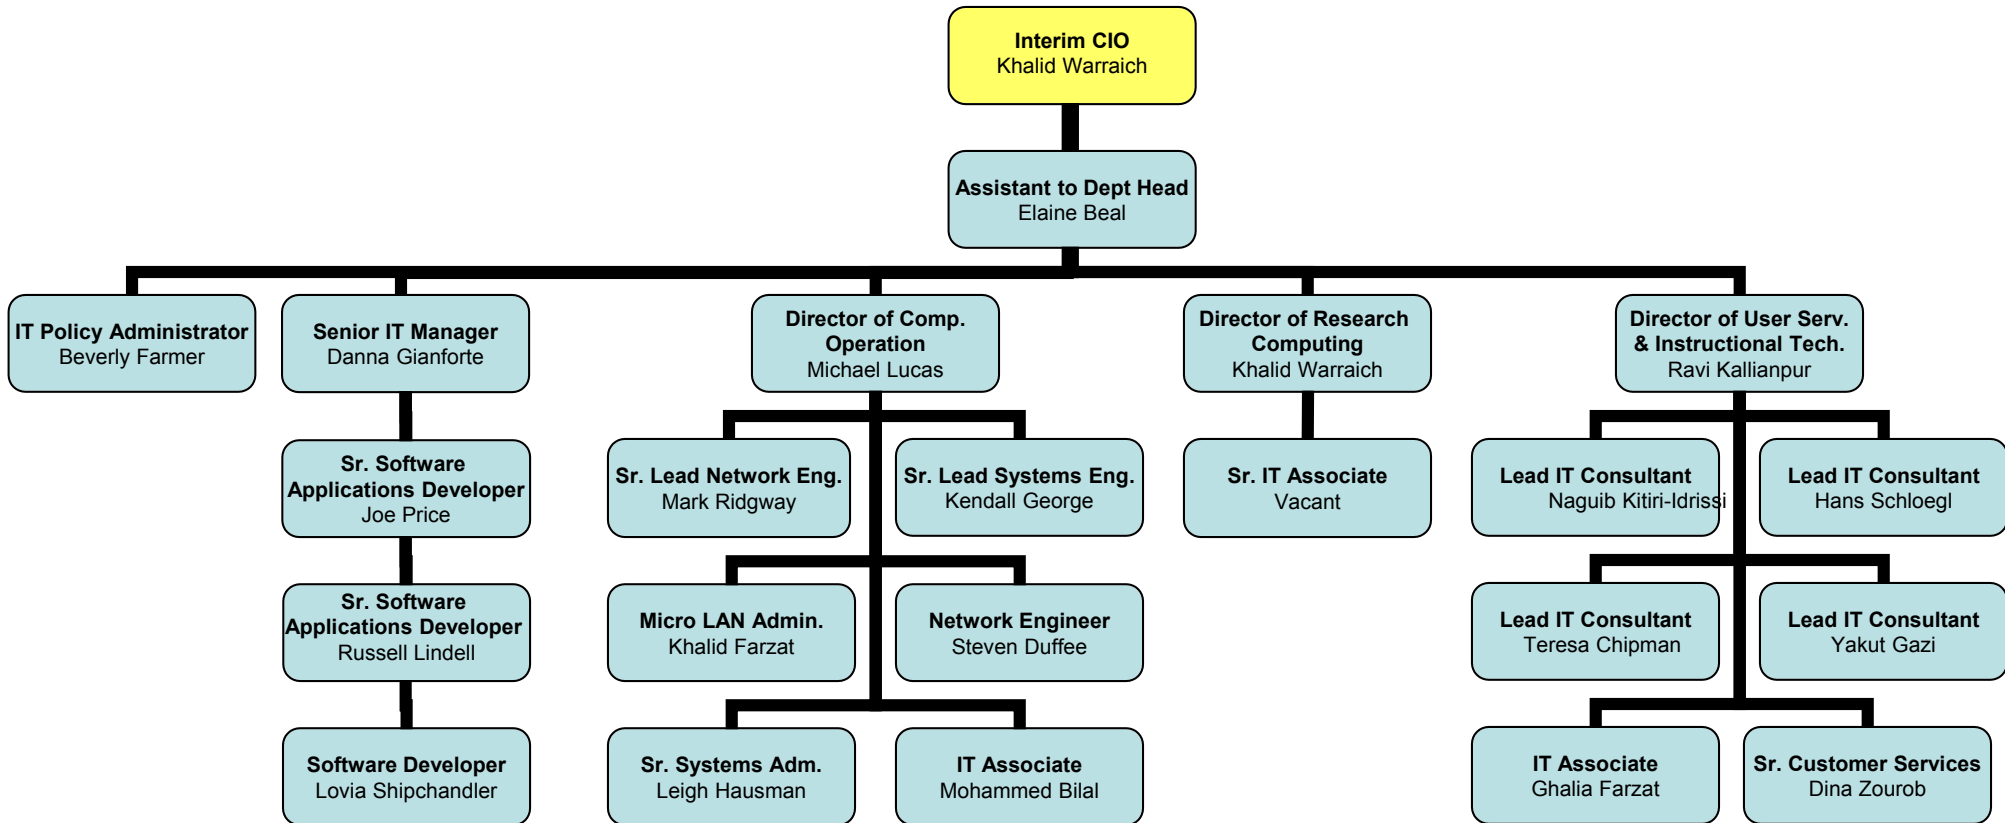 Interim CIO
Khalid Warraich
Assistant to Dept Head
Elaine Beal
IT Policy Administrator
Beverly Farmer
Senior IT Manager
Danna Gianforte
Director of Comp.
Operation
Michael Lucas
Director of Research
Computing
Khalid Warraich
Director of User Serv.
& Instructional Tech.
Ravi Kallianpur
Sr. Software
Applications Developer
Joe Price
Sr. Lead Network Eng.
Mark Ridgway
Sr. Lead Systems Eng.
Kendall George
Sr. IT Associate
Vacant
Lead IT Consultant
Naguib Kitiri-Idrissi
Lead IT Consultant
Hans Schloegl
Sr. Software
Applications Developer
Russell Lindell
Micro LAN Admin.
Khalid Farzat
Network Engineer
Steven Duffee
Lead IT Consultant
Teresa Chipman
Lead IT Consultant
Yakut Gazi
Software Developer
Lovia Shipchandler
Sr. Systems Adm.
Leigh Hausman
IT Associate
Mohammed Bilal
IT Associate
Ghalia Farzat
Sr. Customer Services
Dina Zourob